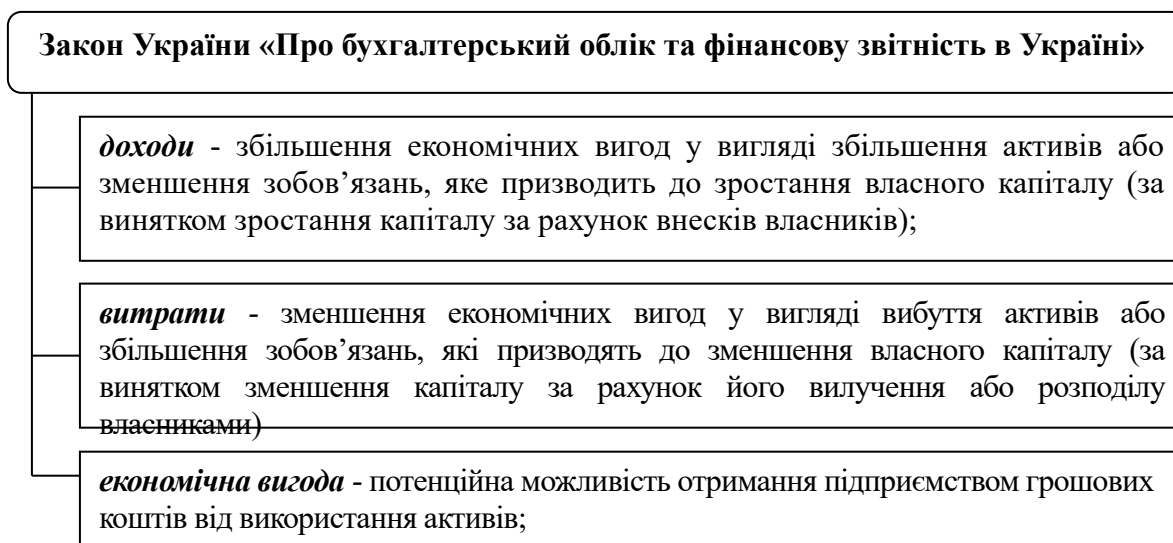 Закон України «Про бухгалтерський облік та фінансову звітність в Україні»
доходи - збільшення економічних вигод у вигляді збільшення активів або
зменшення зобов’язань, яке призводить до зростання власного капіталу (за
винятком зростання капіталу за рахунок внесків власників);
витрати - зменшення економічних вигод у вигляді вибуття активів або
збільшення зобов’язань, які призводять до зменшення власного капіталу (за
винятком зменшення капіталу за рахунок його вилучення або розподілу
власниками)
економічна вигода - потенційна можливість отримання підприємством грошових
коштів від використання активів;